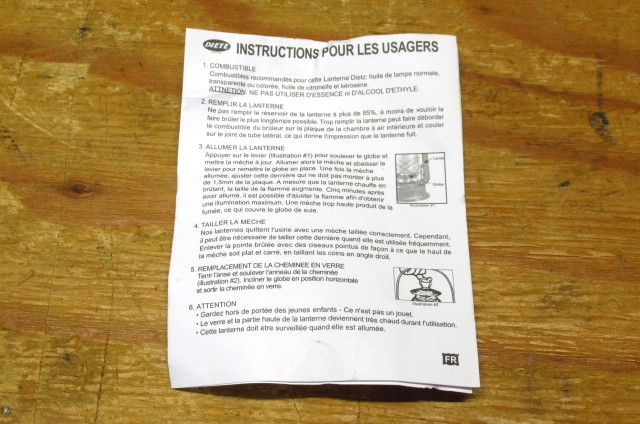 DIETZ INSTRUCTIONS POUR LES USAGERS
1. COMBUSTIBLE
Combustibles recommandés pour cette Lanterne Dietz: huile de lampe normale,
transparente ou colorée, huile de citronelle et kérosène.
ATTNETION: NE PAS UTILISER D'ESSENCE ni D'ALCOOL D'ETHYLE.
2. REMPLIR LA LANTERNE
Ne pas remplir le réservoir de la lanterne à plus de 85%, à moins de vouloir la
faire brûler le plus longtemps possible. Trop remplir la lanterne peut faire déborder
le combustible du brûleur sur la plaque de la chambre à air intérieure et couler
sur le joint de tube latéral, ce qui donne l'impression que la lanterne fuit.
3. ALLUMER LA LANTERNE
Appuyer sur le levier (Illustration #1) pour soulever le globe et
mettre la mèche à jour. Allumer alors la mèche et abaisser le
levier pour remettre le globe en place. Une fois la mèche
allumée, ajuster cette dernière qui ne doit pas monter à plus
de 1,5mm de la plaque. A mesure que la lanterne chauffe en
brûlant, la taille de la flamme augmente. Cinq minutes après
avoir allumé, il est possible d'ajuster la flamme afin d'obtenir
une illumination maximum. Une mèche trop haute produit de la
fumée, ce qui couvre le globe de suie.
Globe
Illustration #1
4. TAILLER LA MÈCHE
Nos lanternes quittent l'usine avec une mèche taillée correctement. Cependant,
il peut être nécessaire de tailler cette dernière quand elle est utilisée fréquemment.
Enlever la pointe brûlée avec des ciseaux pointus de façon à ce que le haut de
la mèche soit plat et carré, en taillant les coins en angle droit.
5. REMPLACEMENT DE LA CHEMINEE EN VERRE
Tenir l'anse et soulever l'anneau de la cheminée
(illustration #2). Incliner le globe en position horizontale
et sortir la cheminée en verre.
Illustration #2
6. ATTENTION
• Gardez hors de portée des jeunes enfants - Ce n'est pas un jouet.
• Le verre et la partie haute de la lanterne deviennent très chaud durant l'utilisation.
• Cette lanterne doit etre surveillée quand elle est allumée.
FR